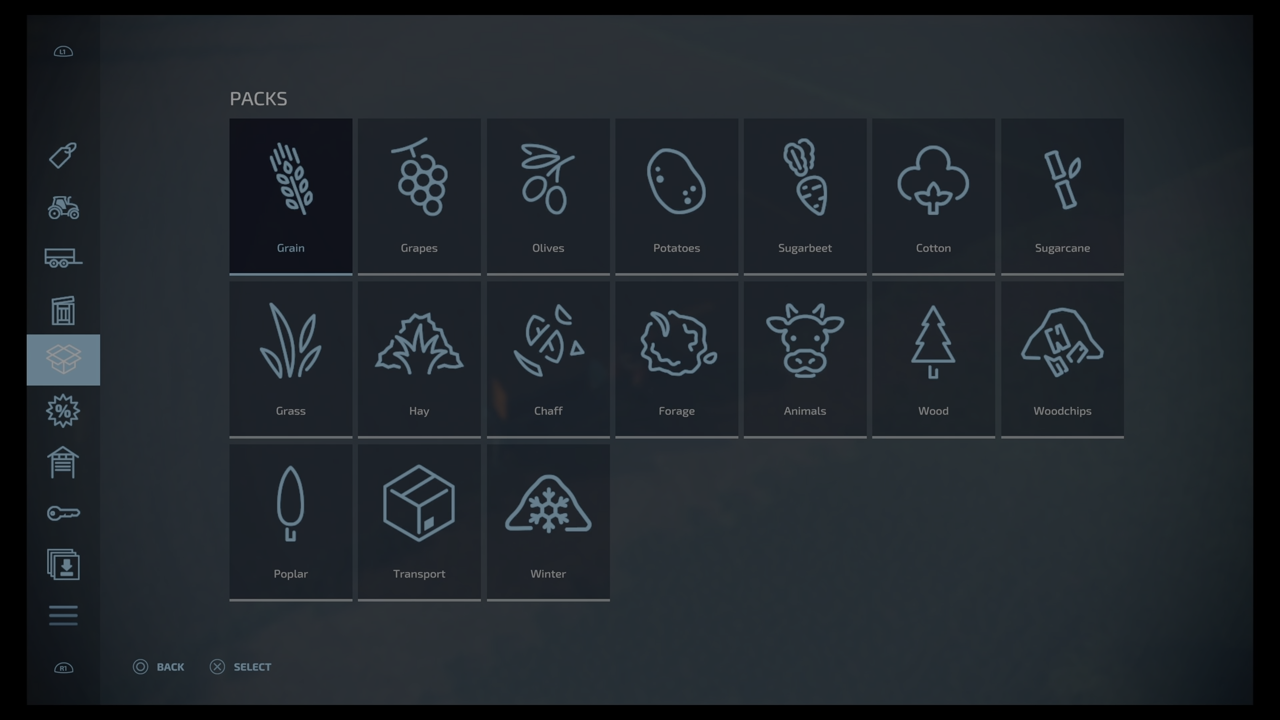 L1
PACKS
Grain
Grapes
Olives
Potatoes
Sugarbeet
Cotton
Sugarcane
Grass
Hay
Chaff
Forage
Animals
Wood
Woodchips
Poplar
Transport
Winter
%
BACK
SELECT
R1